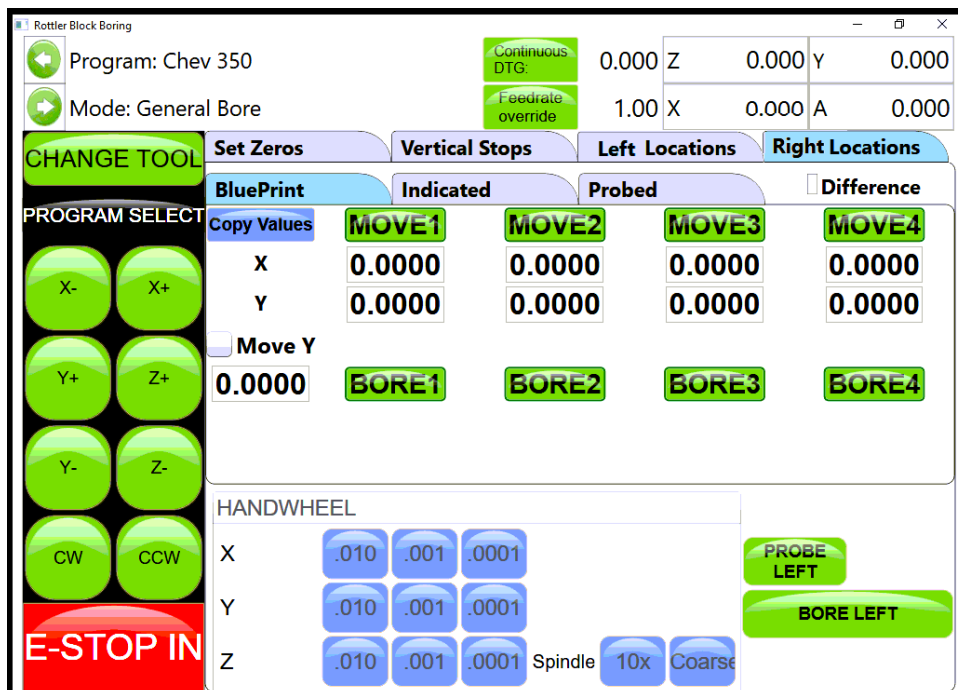 Rottler Block Boring
Program: Chev 350
Continuous DTG: 0.000 Z 0.000 Y 0.000
Mode: General Bore
Feedrate override 1.00 X 0.000 A 0.000
CHANGE TOOL
Set Zeros Vertical Stops Left Locations Right Locations
BluePrint Indicated Probed Difference
PROGRAM SELECT
Copy Values MOVE1 MOVE2 MOVE3 MOVE4
X 0.0000 0.0000 0.0000 0.0000
Y 0.0000 0.0000 0.0000 0.0000
X- X+
Move Y
Y+ Z+
0.0000 BORE1 BORE2 BORE3 BORE4
Y- Z-
HANDWHEEL
CW CCW
X .010 .001 .0001
PROBE LEFT
Y .010 .001 .0001
BORE LEFT
E-STOP IN
Z .010 .001 .0001 Spindle 10x Coarse